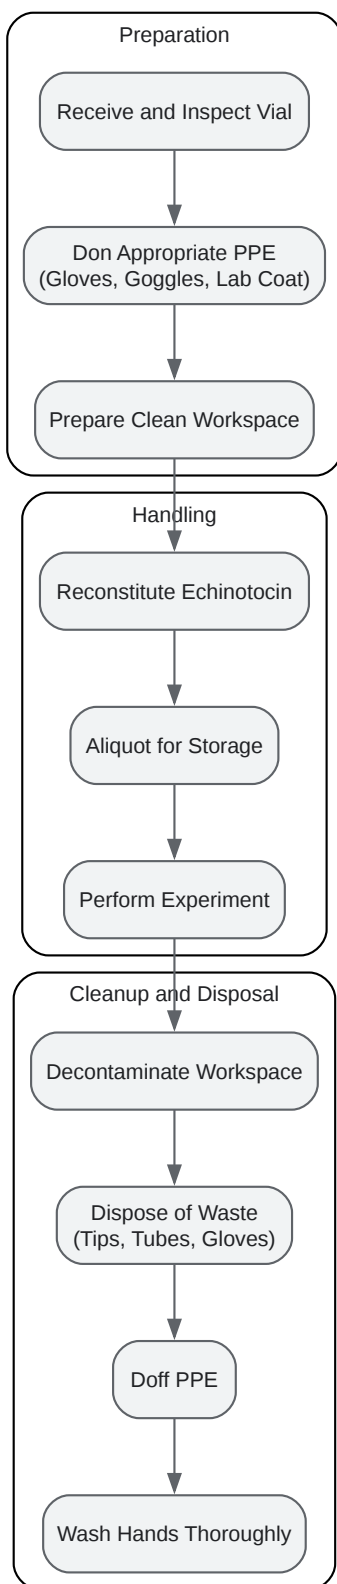 Preparation
Receive and Inspect Vial
Don Appropriate PPE
(Gloves, Goggles, Lab Coat)
Prepare Clean Workspace
Handling
Reconstitute Echinotocin
Aliquot for Storage
Perform Experiment
Cleanup and Disposal
Decontaminate Workspace
Dispose of Waste
(Tips, Tubes, Gloves)
Doff PPE
Wash Hands Thoroughly